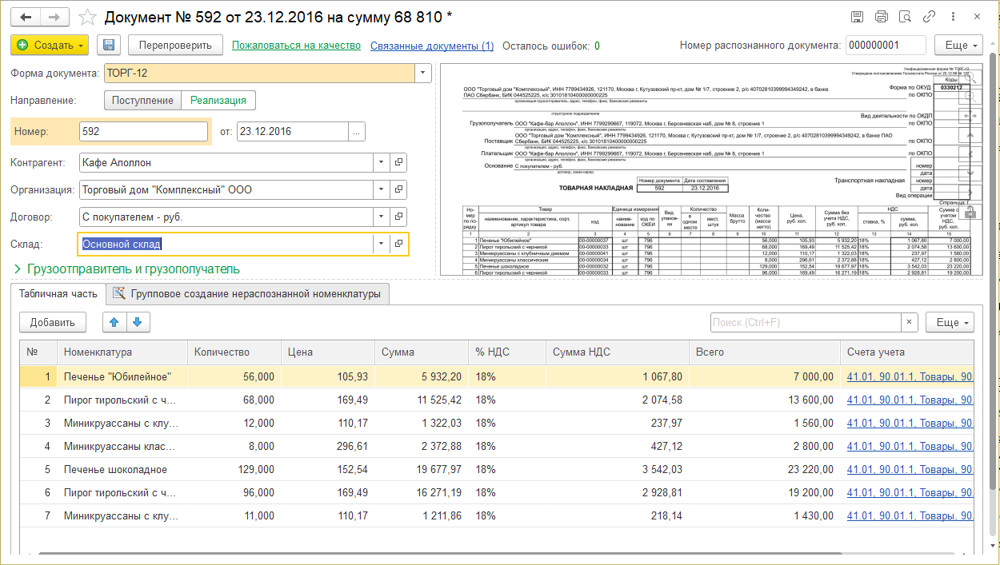 Документ № 592 от 23.12.2016 на сумму 68 810 *
Создать
Перепроверить
Пожаловаться на качество
Связанные документы (1)
Осталось ошибок: 0
Номер распознанного документа: 000000001
Еще
Форма документа: ТОРГ-12
Направление: Поступление Реализация
Номер: 592 от: 23.12.2016 ...
Контрагент: Кафе Аполлон
Организация: Торговый дом "Комплексный" ООО
Договор: С покупателем - руб.
Склад: Основной склад
Грузоотправитель и грузополучатель
Унифицированная форма № ТОРГ-12
Утверждена постановлением Госкомстата России от 25.12.98 № 132
Коды
Форма по ОКУД 0330212
ООО "Торговый дом "Комплексный", ИНН 7799434926, 121170, Москва г, Кутузовский пр-кт, дом № 1/7, строение 2, р/с 40702810399994349242, в банке
ПАО Сбербанк, БИК 044525225, к/с 30101810400000000225
по ОКПО
организация-грузоотправитель, адрес, телефон, факс, банковские реквизиты
структурное подразделение
Вид деятельности по ОКДП
Грузополучатель ООО "Кафе-бар Аполлон", ИНН 7799299667, 119072, Москва г, Берсеневская наб, дом № 8, строение 1
по ОКПО
организация, адрес, телефон, факс, банковские реквизиты
ООО "Торговый дом "Комплексный", ИНН 7799434926, 121170, Москва г, Кутузовский пр-кт, дом № 1/7, строение 2, р/с 40702810399994349242, в банке ПАО
Поставщик Сбербанк, БИК 044525225, к/с 30101810400000000225
по ОКПО
организация, адрес, телефон, факс, банковские реквизиты
Плательщик ООО "Кафе-бар Аполлон", ИНН 7799299667, 119072, Москва г, Берсеневская наб, дом № 8, строение 1
по ОКПО
организация, адрес, телефон, факс, банковские реквизиты
Основание С покупателем - руб.
договор, заказ-наряд
номер
дата
Номер документа Дата составления
ТОВАРНАЯ НАКЛАДНАЯ 592 23.12.2016
Транспортная накладная номер
дата
Вид операции
Страница 1
Номер по порядку Товар Единица измерения Вид упаковки Количество Масса брутто Количество (масса нетто) Цена, руб. коп. Сумма без учета НДС, руб. коп. НДС Сумма с учетом НДС, руб. коп.
наименование, характеристика, сорт, артикул товара код наименование код по ОКЕИ в одном месте мест, штук ставка, % сумма, руб. коп.
1 2 3 4 5 6 7 8 9 10 11 12 13 14 15
1 Печенье "Юбилейное" 00-00000037 шт 796 56,000 105,93 5 932,20 18% 1 067,80 7 000,00
2 Пирог тирольский с черникой 00-00000033 шт 796 68,000 169,49 11 525,42 18% 2 074,58 13 600,00
3 Миникруассаны с клубничным джемом 00-00000041 шт 796 12,000 110,17 1 322,03 18% 237,97 1 560,00
4 Миникруассаны классические 00-00000034 шт 796 8,000 296,61 2 372,88 18% 427,12 2 800,00
5 Печенье шоколадное 00-00000032 шт 796 129,000 152,54 19 677,97 18% 3 542,03 23 220,00
6 Пирог тирольский с черникой 00-00000033 шт 796 96,000 169,49 16 271,19 18% 2 928,81 19 200,00
Табличная часть
Групповое создание нераспознанной номенклатуры
Добавить
Поиск (Ctrl+F) ×
Еще
№ Номенклатура Количество Цена Сумма % НДС Сумма НДС Всего Счета учета
1 Печенье "Юбилейное" 56,000 105,93 5 932,20 18% 1 067,80 7 000,00 41.01, 90.01.1, Товары, 90.
2 Пирог тирольский с ч... 68,000 169,49 11 525,42 18% 2 074,58 13 600,00 41.01, 90.01.1, Товары, 90.
3 Миникруассаны с клу... 12,000 110,17 1 322,03 18% 237,97 1 560,00 41.01, 90.01.1, Товары, 90.
4 Миникруассаны клас... 8,000 296,61 2 372,88 18% 427,12 2 800,00 41.01, 90.01.1, Товары, 90.
5 Печенье шоколадное 129,000 152,54 19 677,97 18% 3 542,03 23 220,00 41.01, 90.01.1, Товары, 90.
6 Пирог тирольский с ч... 96,000 169,49 16 271,19 18% 2 928,81 19 200,00 41.01, 90.01.1, Товары, 90.
7 Миникруассаны с клу... 11,000 110,17 1 211,86 18% 218,14 1 430,00 41.01, 90.01.1, Товары, 90.